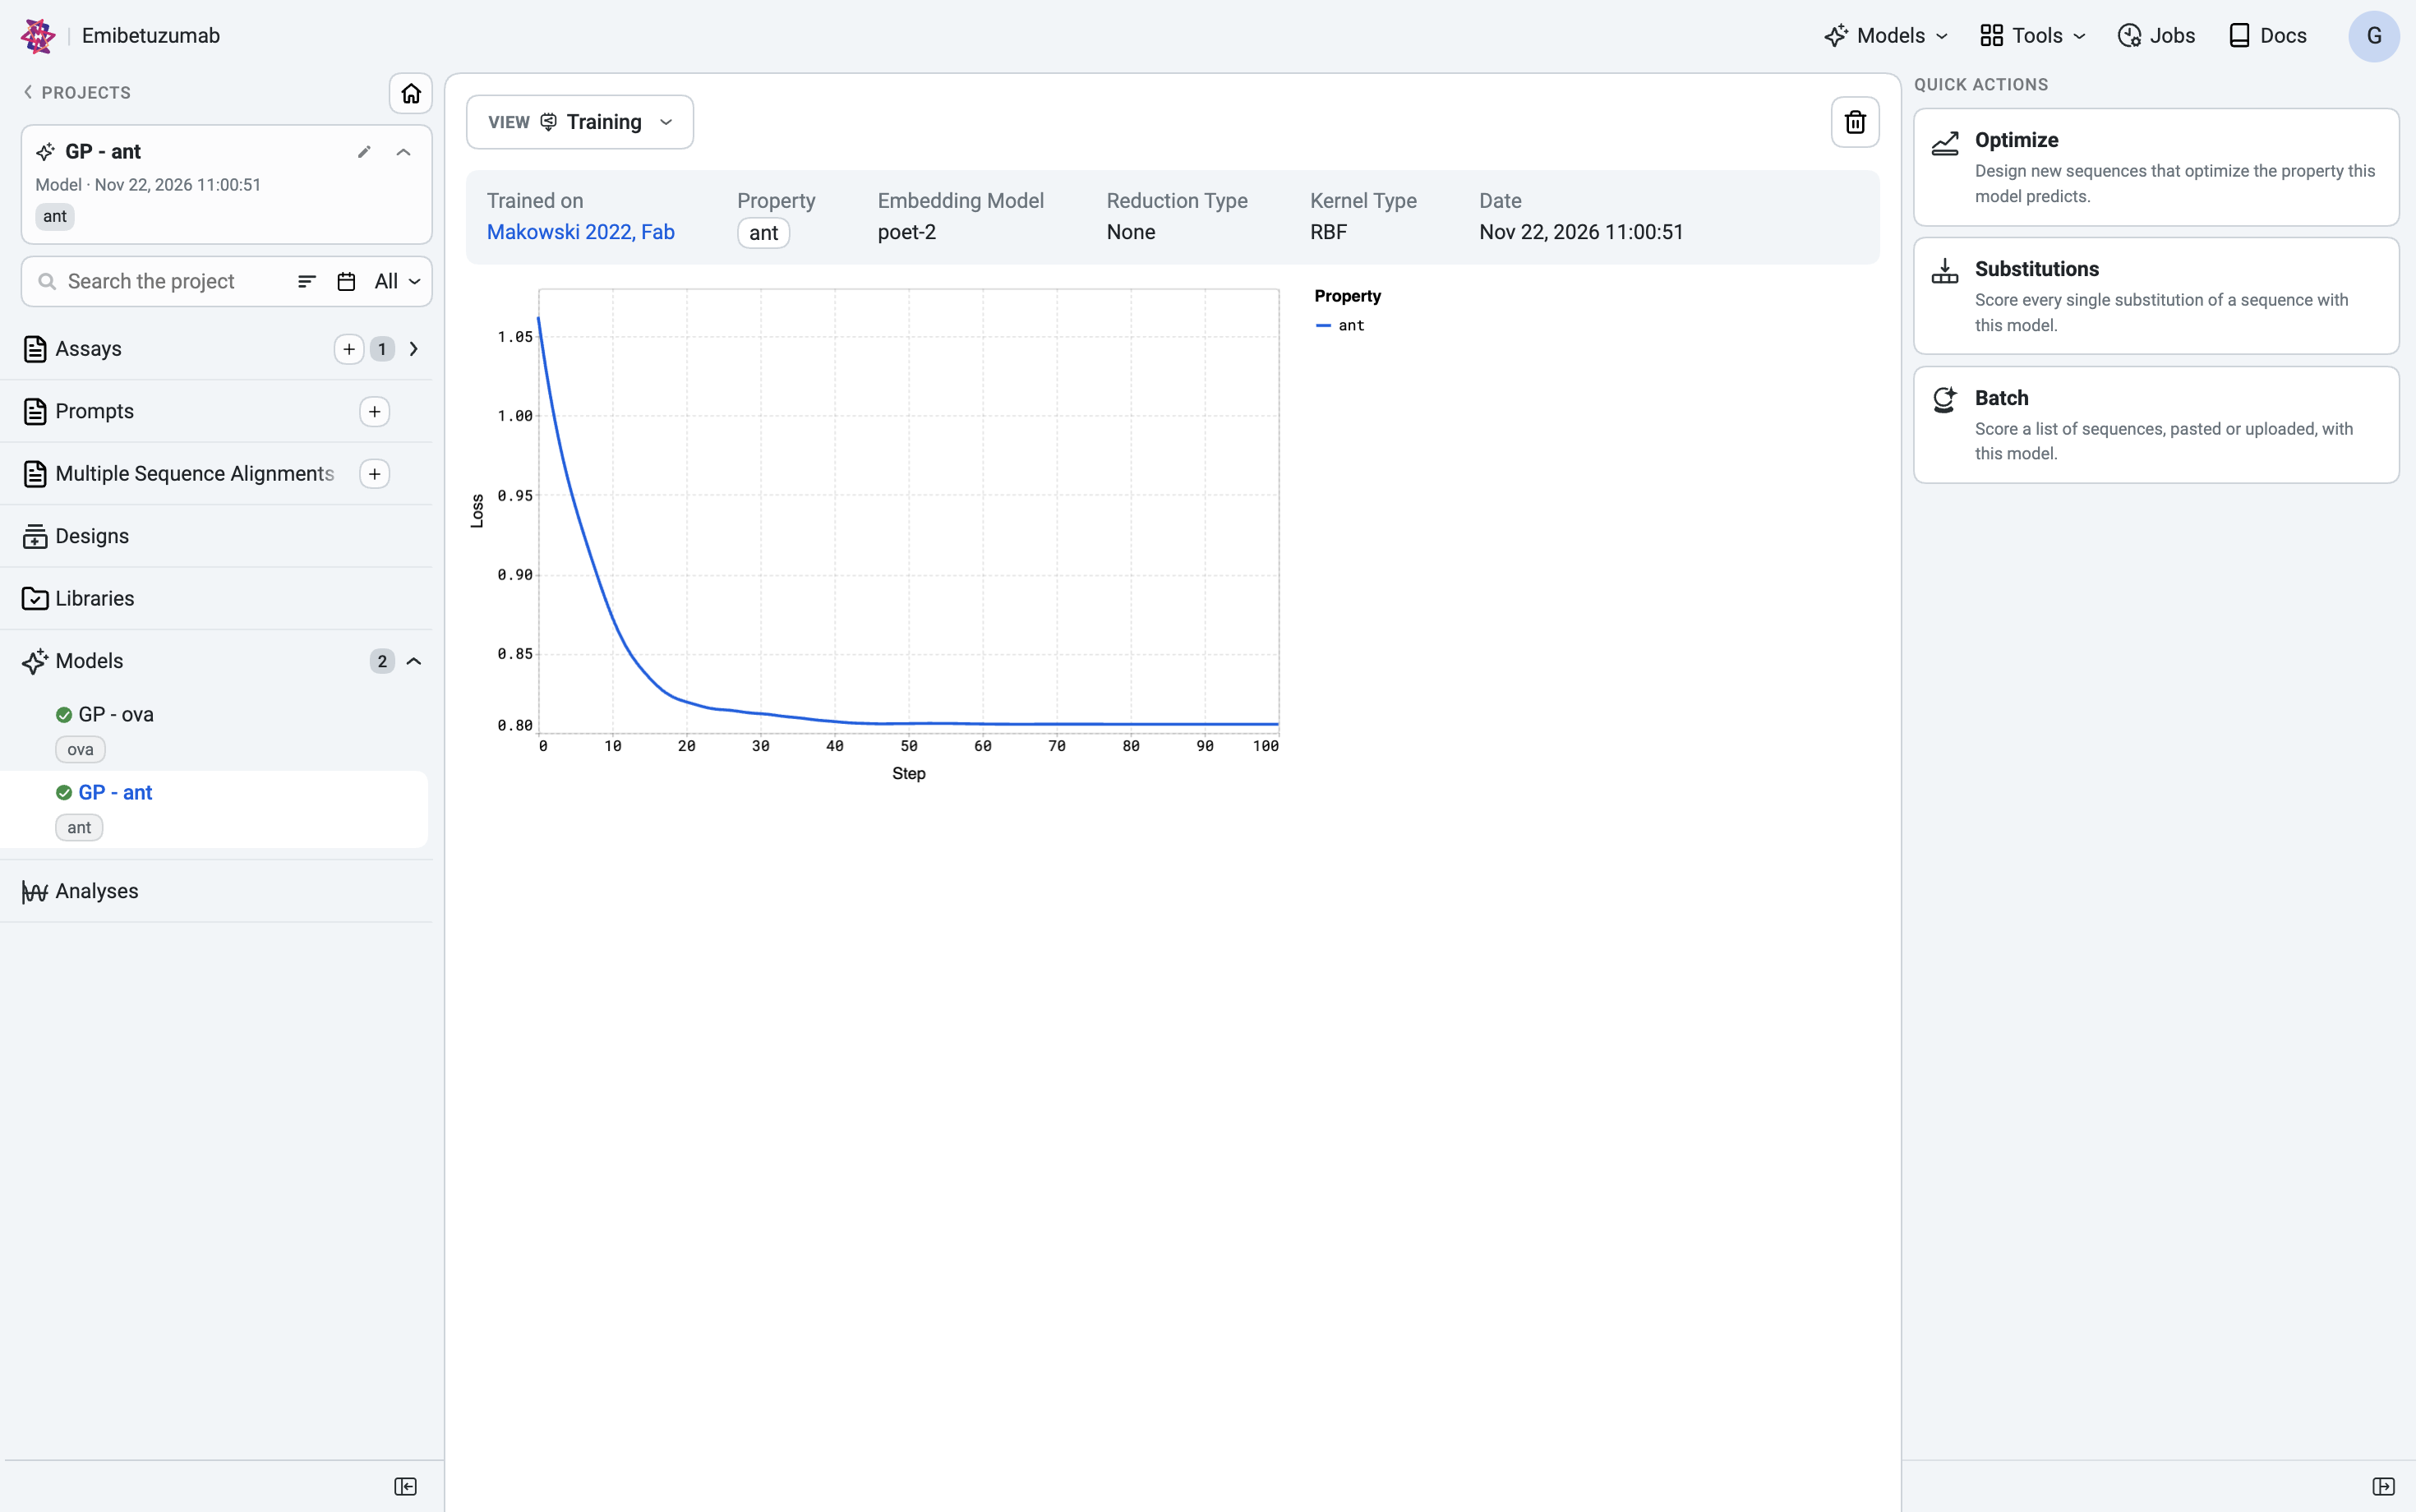 Emibetuzumab
Models
Tools
Jobs
Docs
G
PROJECTS
GP - ant
Model · Nov 22, 2026 11:00:51
ant
Search the project
All
Assays
1
Prompts
Multiple Sequence Alignments
Designs
Libraries
Models
2
GP - ova
ova
GP - ant
ant
Analyses
VIEW Training
Trained on
Makowski 2022, Fab
Property
ant
Embedding Model
poet-2
Reduction Type
None
Kernel Type
RBF
Date
Nov 22, 2026 11:00:51
Loss
1.05
1.00
0.95
0.90
0.85
0.80
0 10 20 30 40 50 60 70 80 90 100
Step
Property
ant
QUICK ACTIONS
Optimize
Design new sequences that optimize the property this
model predicts.
Substitutions
Score every single substitution of a sequence with
this model.
Batch
Score a list of sequences, pasted or uploaded, with
this model.